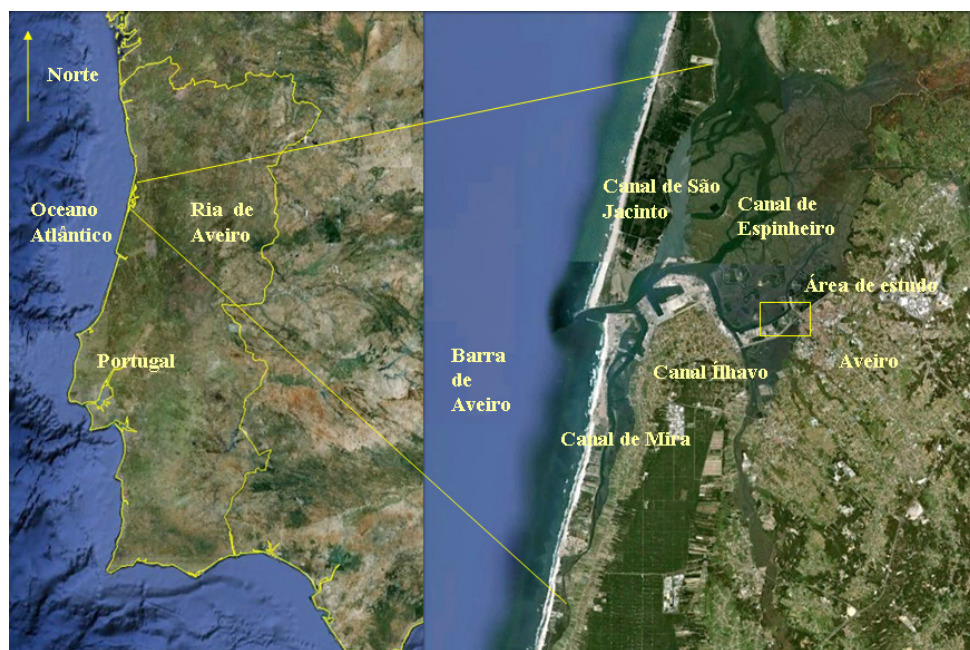 Norte
Oceano
Atlântico
Ria de
Aveiro
Portugal
Barra
de
Aveiro
Canal de São
Jacinto
Canal de
Espinheiro
Área de estudo
Canal Ílhavo
Aveiro
Canal de Mira